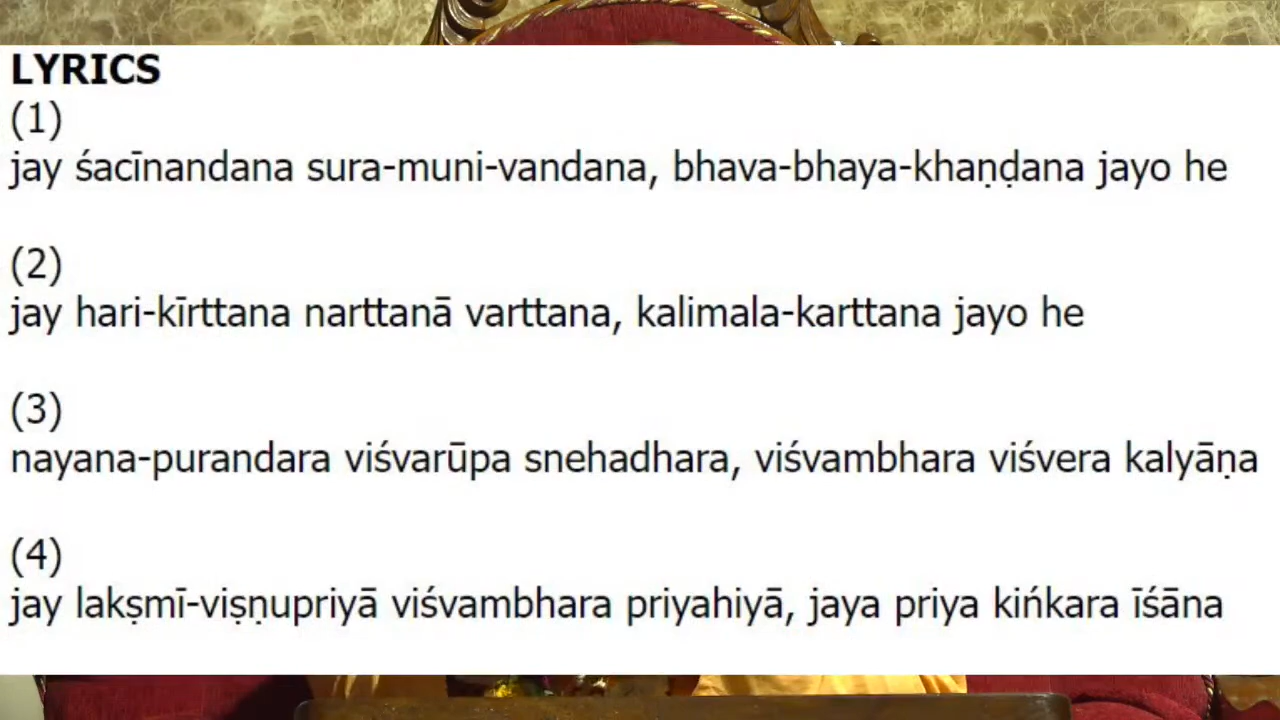 LYRICS
(1)
jay śacīnandana sura-muni-vandana, bhava-bhaya-khaṇḍana jayo he
(2)
jay hari-kīrttana narttanā varttana, kalimala-karttana jayo he
(3)
nayana-purandara viśvarūpa snehadhara, viśvambhara viśvera kalyāṇa
(4)
jay lakṣmī-viṣṇupriyā viśvambhara priyahiyā, jaya priya kińkara īśāna